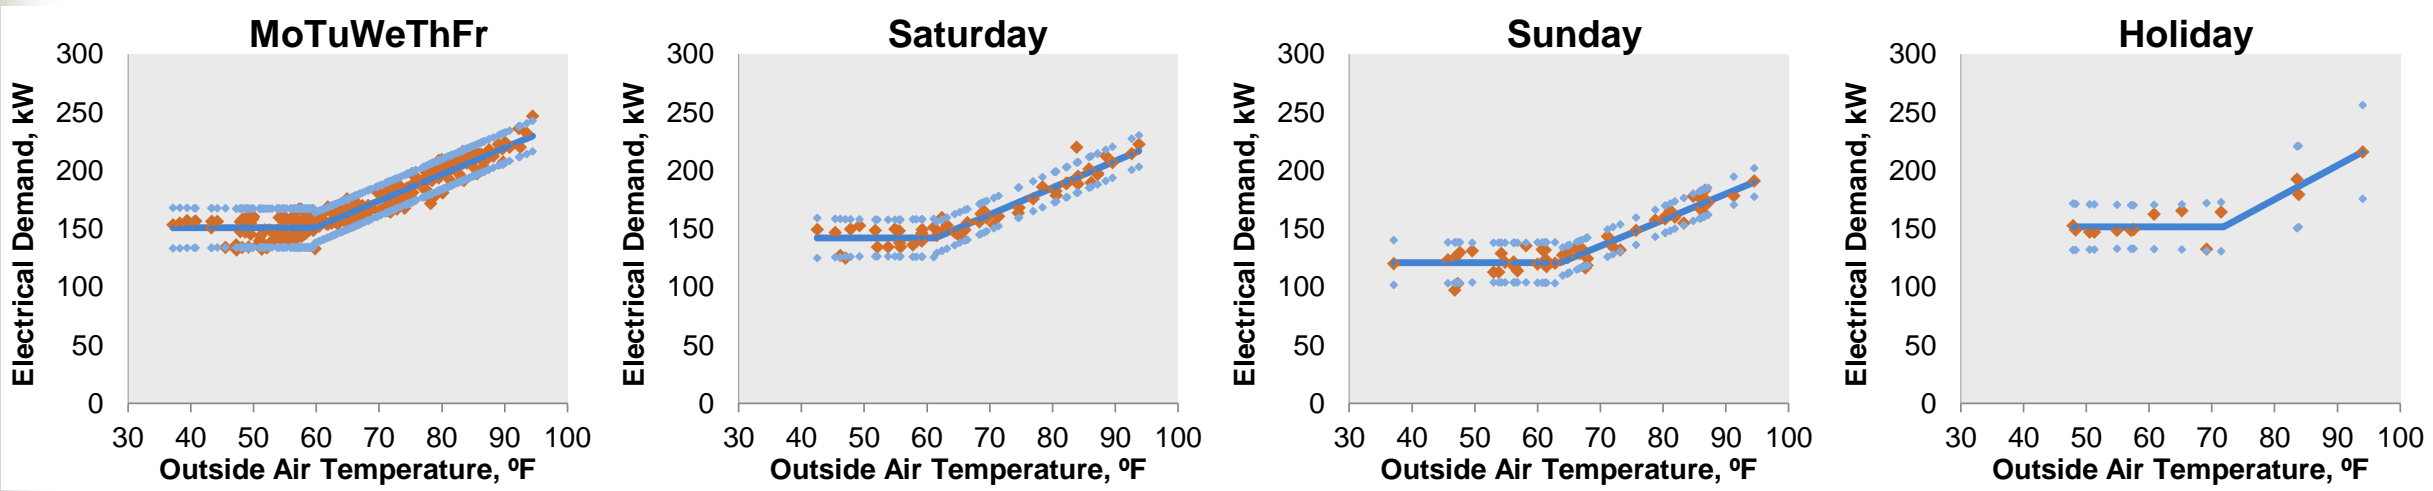 MoTuWeThFr
300
250
200
150
100
50
0
30 40 50 60 70 80 90 100
Electrical Demand, kW
Outside Air Temperature, ºF
Saturday
300
250
200
150
100
50
0
30 40 50 60 70 80 90 100
Electrical Demand, kW
Outside Air Temperature, ºF
Sunday
300
250
200
150
100
50
0
30 40 50 60 70 80 90 100
Electrical Demand, kW
Outside Air Temperature, ºF
Holiday
300
250
200
150
100
50
0
30 40 50 60 70 80 90 100
Electrical Demand, kW
Outside Air Temperature, ºF